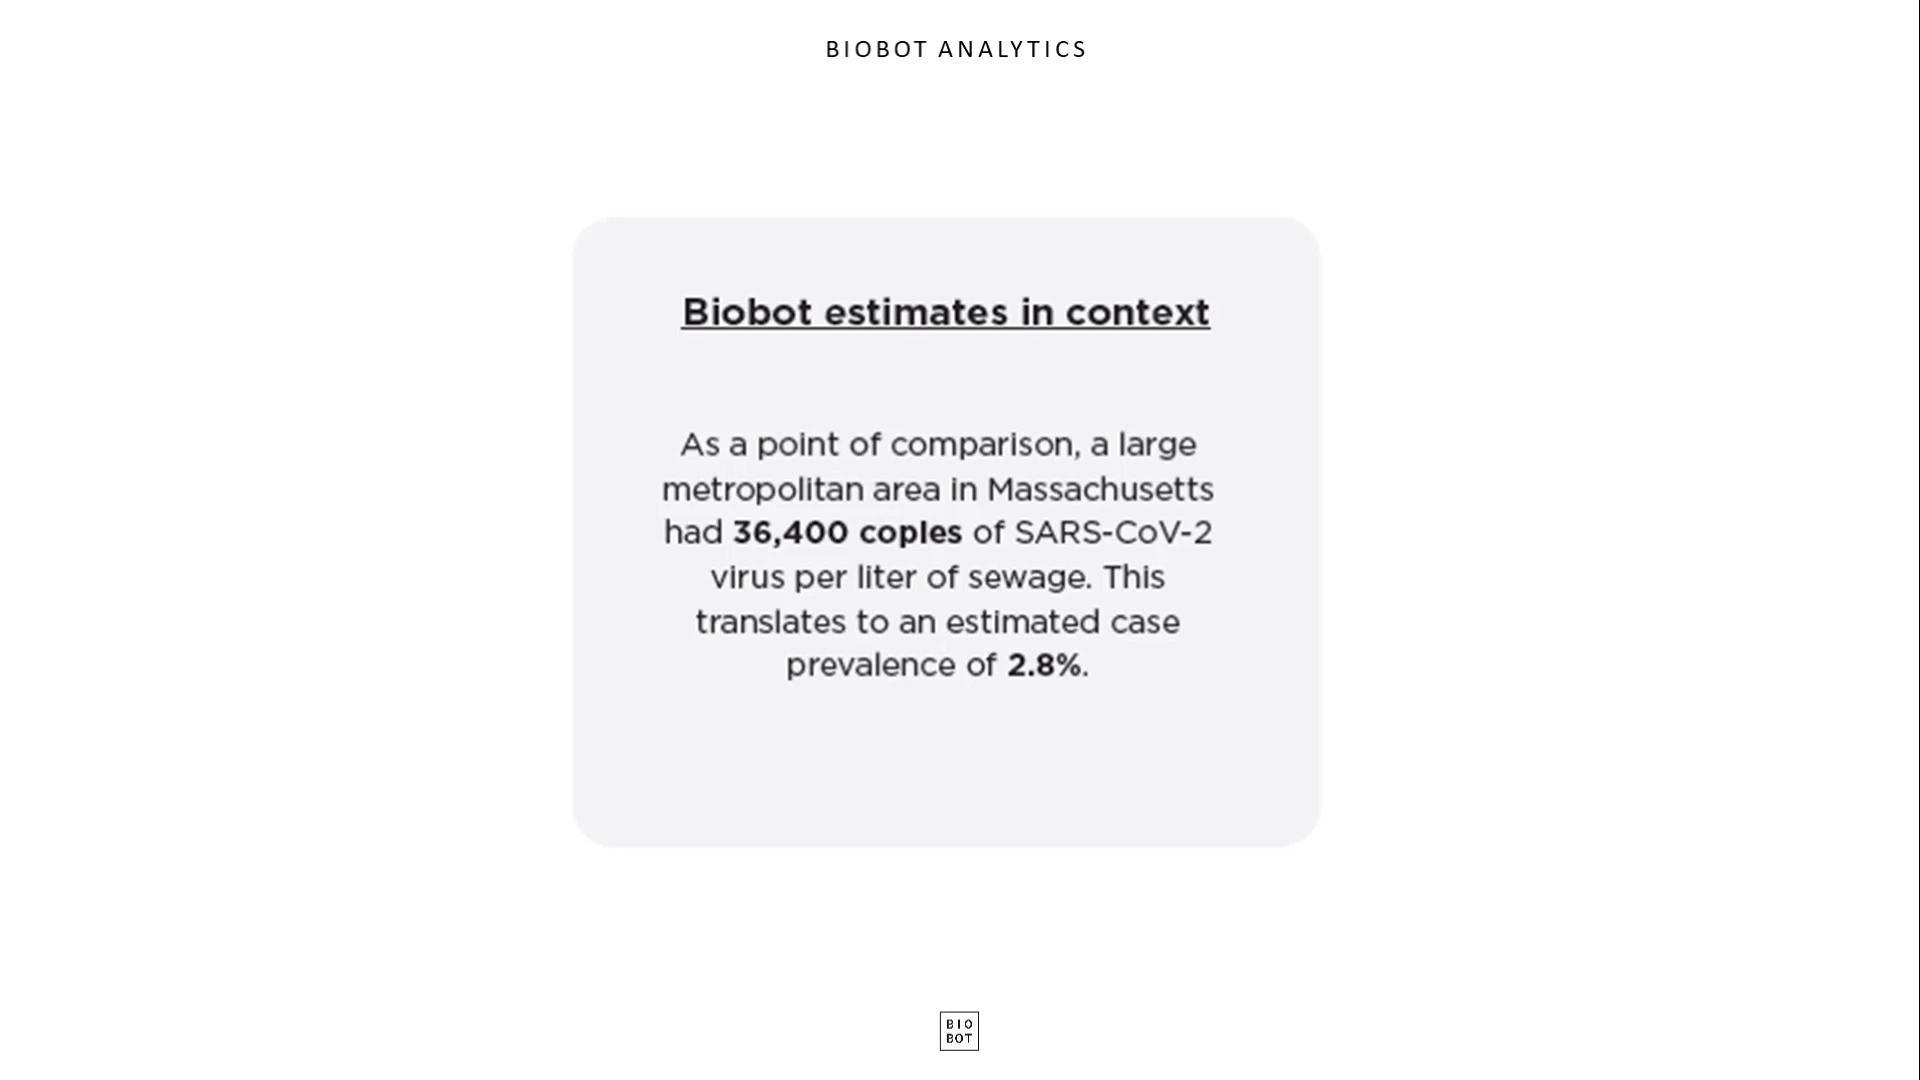 BIOBOT ANALYTICS
Biobot estimates in context
As a point of comparison, a large
metropolitan area in Massachusetts
had 36,400 copies of SARS-CoV-2
virus per liter of sewage. This
translates to an estimated case
prevalence of 2.8%.
BIO
BOT